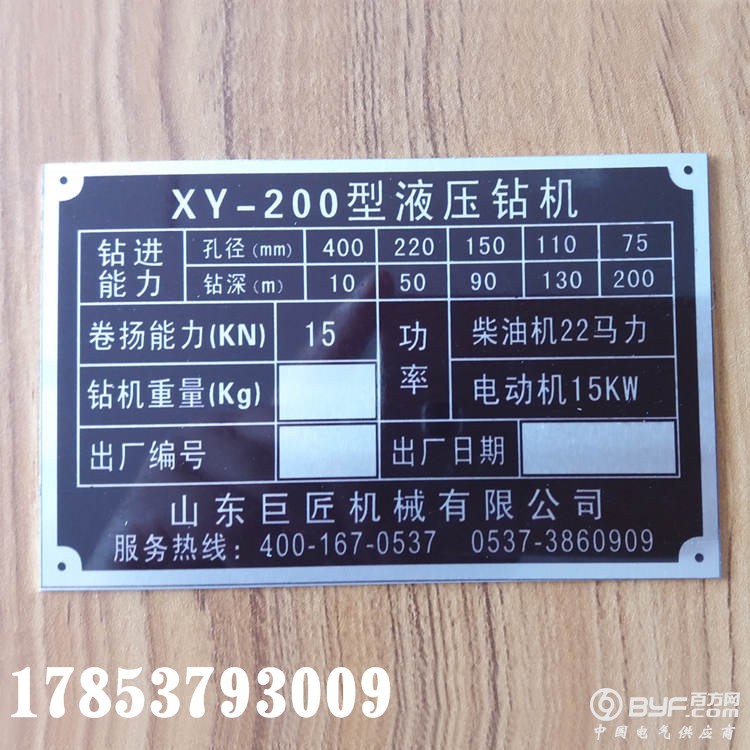 XY-200型液压钻机
钻进能力 孔径(mm) 400 220 150 110 75
钻深(m) 10 50 90 130 200
卷扬能力(KN) 15 功率 柴油机22马力
钻机重量(Kg) 电动机15KW
出厂编号 出厂日期
山东巨匠机械有限公司
服务热线: 400-167-0537 0537-3860909
17853793009
BYF.百方网
中国电气供应商